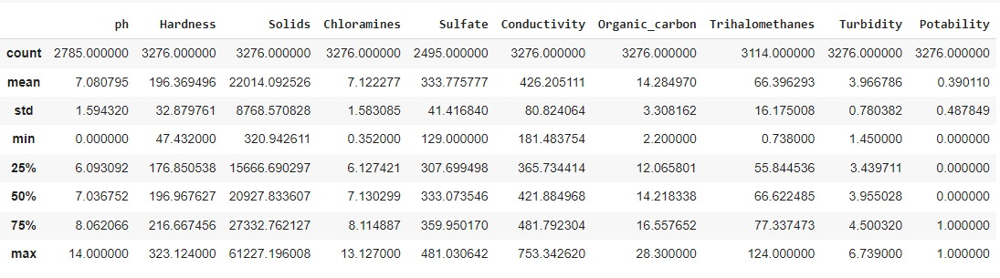 ph Hardness Solids Chloramines Sulfate Conductivity Organic_carbon Trihalomethanes Turbidity Potability
count 2785.000000 3276.000000 3276.000000 3276.000000 2495.000000 3276.000000 3276.000000 3114.000000 3276.000000 3276.000000
mean 7.080795 196.369496 22014.092526 7.122277 333.775777 426.205111 14.284970 66.396293 3.966786 0.390110
std 1.594320 32.879761 8768.570828 1.583085 41.416840 80.824064 3.308162 16.175008 0.780382 0.487849
min 0.000000 47.432000 320.942611 0.352000 129.000000 181.483754 2.200000 0.738000 1.450000 0.000000
25% 6.093092 176.850538 15666.690297 6.127421 307.699498 365.734414 12.065801 55.844536 3.439711 0.000000
50% 7.036752 196.967627 20927.833607 7.130299 333.073546 421.884968 14.218338 66.622485 3.955028 0.000000
75% 8.062066 216.667456 27332.762127 8.114887 359.950170 481.792304 16.557652 77.337473 4.500320 1.000000
max 14.000000 323.124000 61227.196008 13.127000 481.030642 753.342620 28.300000 124.000000 6.739000 1.000000